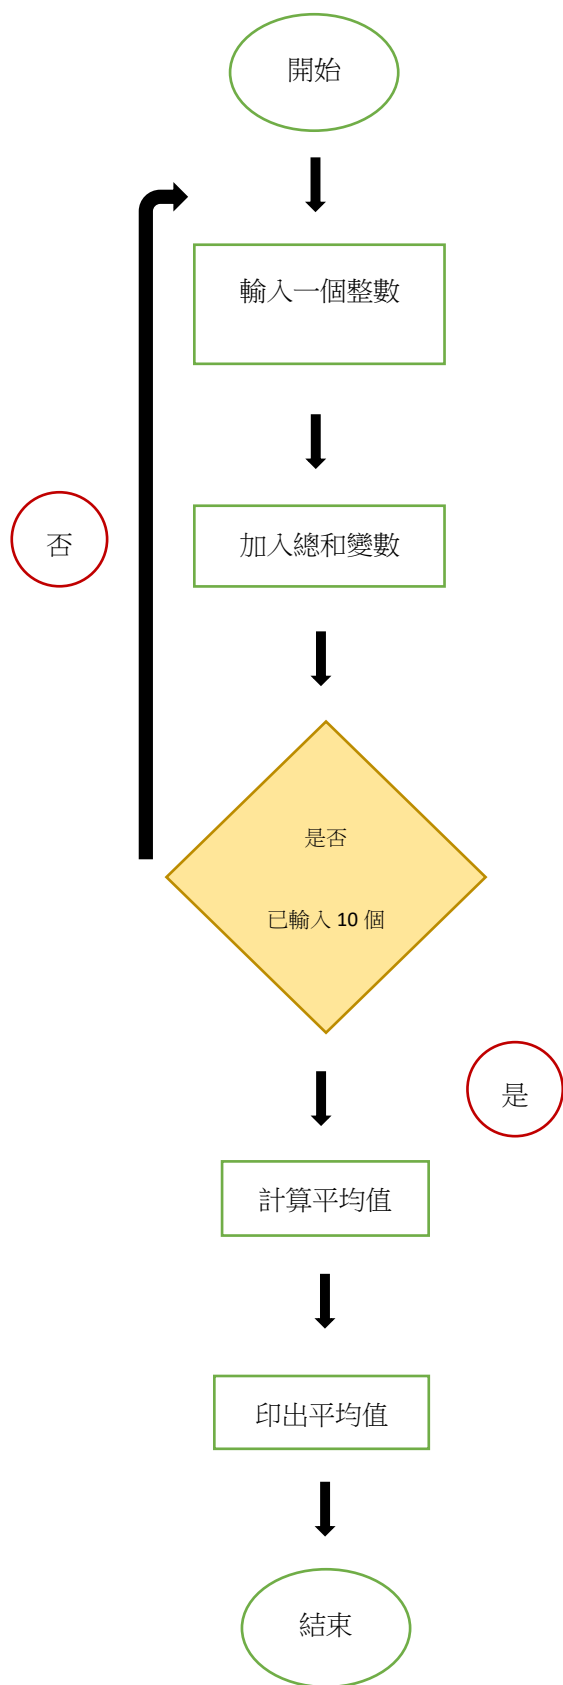 開始
輸入一個整數
加入總和變數
否
是否
已輸入 10 個
是
計算平均值
印出平均值
結束